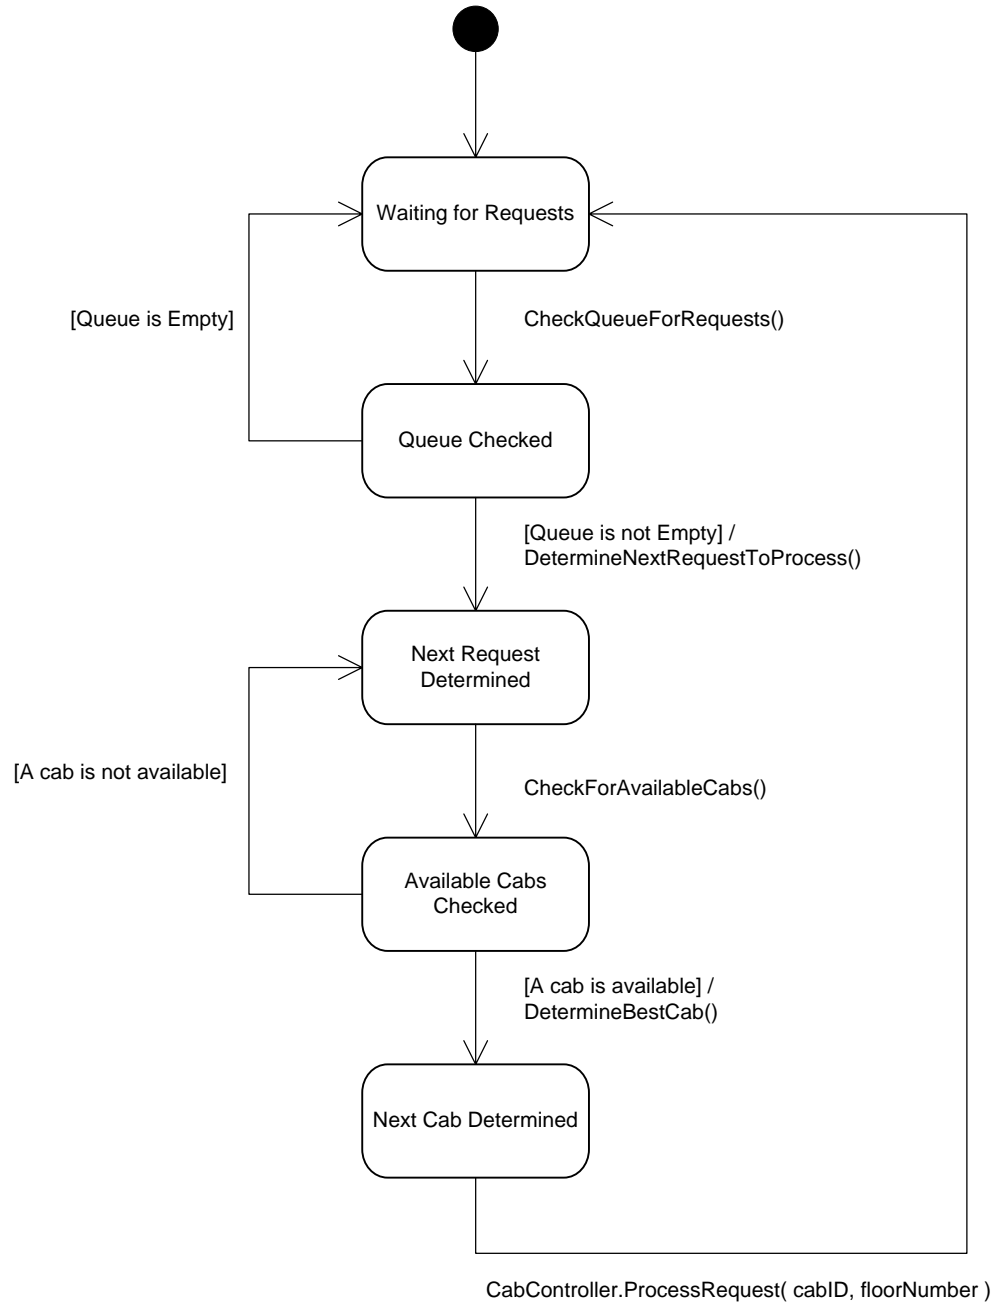 Waiting for Requests
[Queue is Empty]
CheckQueueForRequests()
Queue Checked
[Queue is not Empty] /
DetermineNextRequestToProcess()
Next Request
Determined
[A cab is not available]
CheckForAvailableCabs()
Available Cabs
Checked
[A cab is available] /
DetermineBestCab()
Next Cab Determined
CabController.ProcessRequest( cabID, floorNumber )